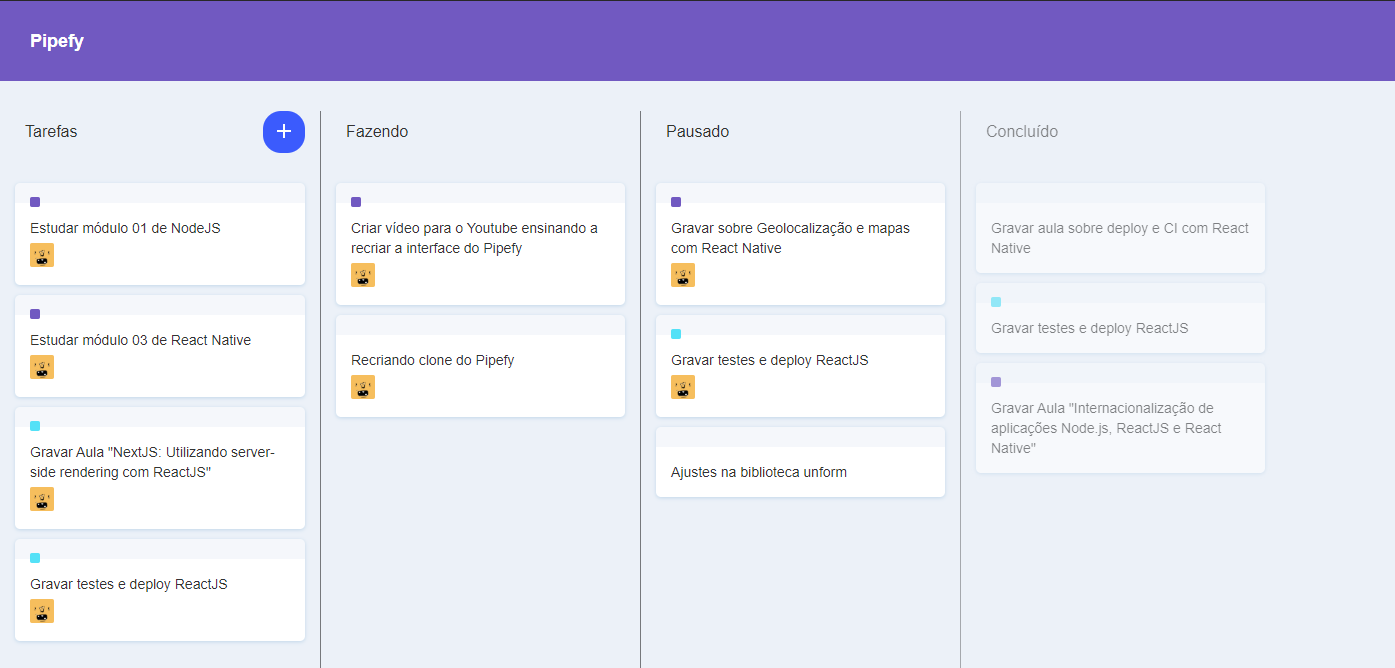 Pipefy
Tarefas
Estudar módulo 01 de NodeJS
Estudar módulo 03 de React Native
Gravar Aula "NextJS: Utilizando server-
side rendering com ReactJS"
Gravar testes e deploy ReactJS
Fazendo
Criar vídeo para o Youtube ensinando a
recriar a interface do Pipefy
Recriando clone do Pipefy
Pausado
Gravar sobre Geolocalização e mapas
com React Native
Gravar testes e deploy ReactJS
Ajustes na biblioteca unform
Concluído
Gravar aula sobre deploy e CI com React
Native
Gravar testes e deploy ReactJS
Gravar Aula "Internacionalização de
aplicações Node.js, ReactJS e React
Native"